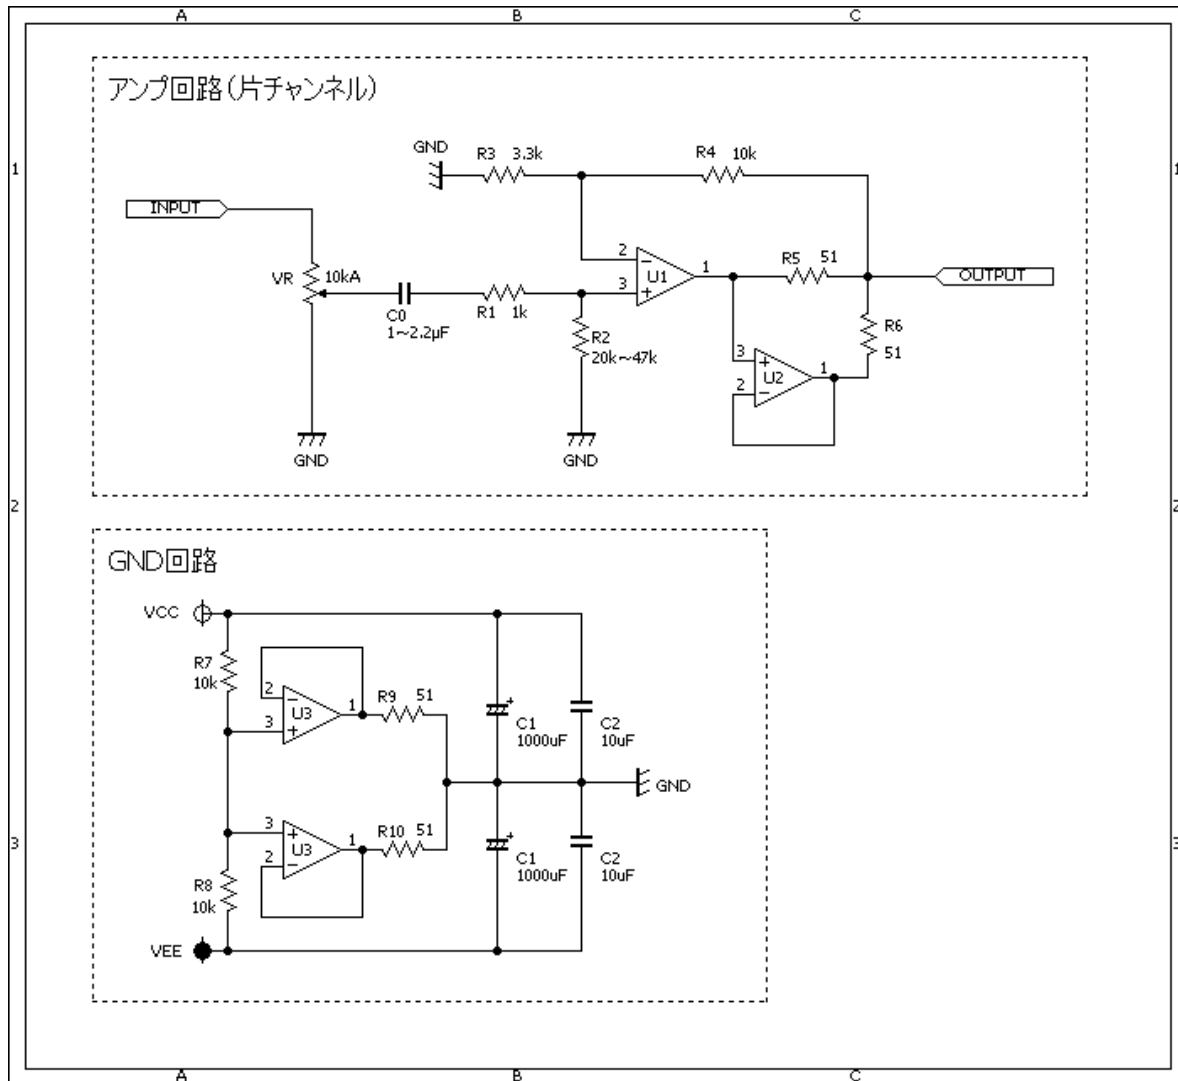 A B C
アンプ回路(片チャンネル)
1
1
GND
R3 3.3k
R4 10k
INPUT
VR 10kA
C0
1～2.2µF
R1 1k
R2
20k～47k
2
3
U1
1
R5 51
OUTPUT
R6
51
3
2
U2
1
GND
GND
2
2
GND回路
VCC
R7
10k
2
3
U3
1
R9 51
C1
1000uF
C2
10uF
GND
3
3
3
2
U3
1
R10 51
C1
1000uF
C2
10uF
R8
10k
VEE
A B C